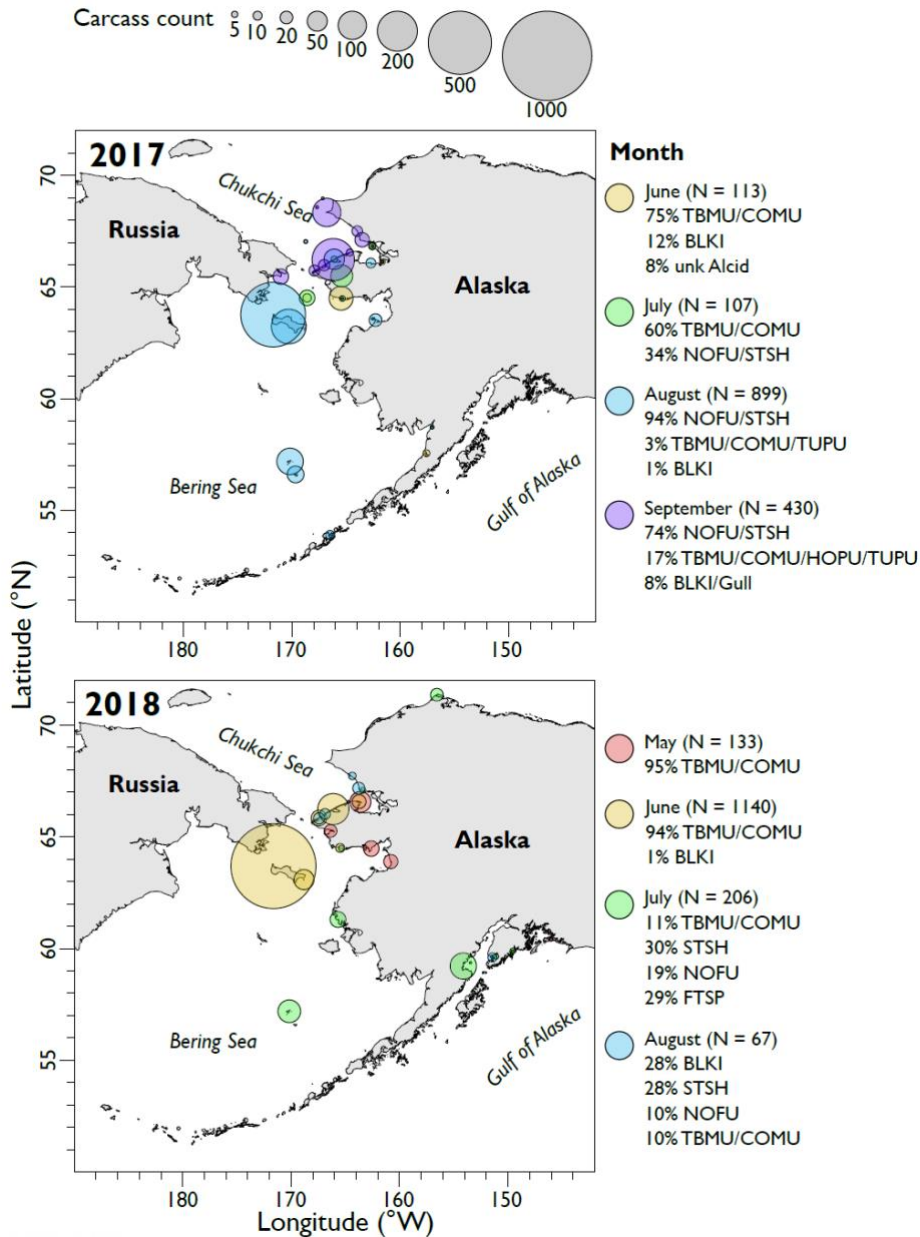 Carcass count
5 10 20 50 100 200 500 1000
2017
Chukchi Sea
Russia
Alaska
Bering Sea
Gulf of Alaska
70
65
60
55
50
180 170 160 150
Month
June (N = 113)
75% TBMU/COMU
12% BLKI
8% unk Alcid
July (N = 107)
60% TBMU/COMU
34% NOFU/STSH
August (N = 899)
94% NOFU/STSH
3% TBMU/COMU/TUPU
1% BLKI
September (N = 430)
74% NOFU/STSH
17% TBMU/COMU/HOPU/TUPU
8% BLKI/Gull
Latitude (°N)
2018
Chukchi Sea
Russia
Alaska
Bering Sea
Gulf of Alaska
70
65
60
55
180 170 160 150
Longitude (°W)
May (N = 133)
95% TBMU/COMU
June (N = 1140)
94% TBMU/COMU
1% BLKI
July (N = 206)
11% TBMU/COMU
30% STSH
19% NOFU
29% FTSP
August (N = 67)
28% BLKI
28% STSH
10% NOFU
10% TBMU/COMU